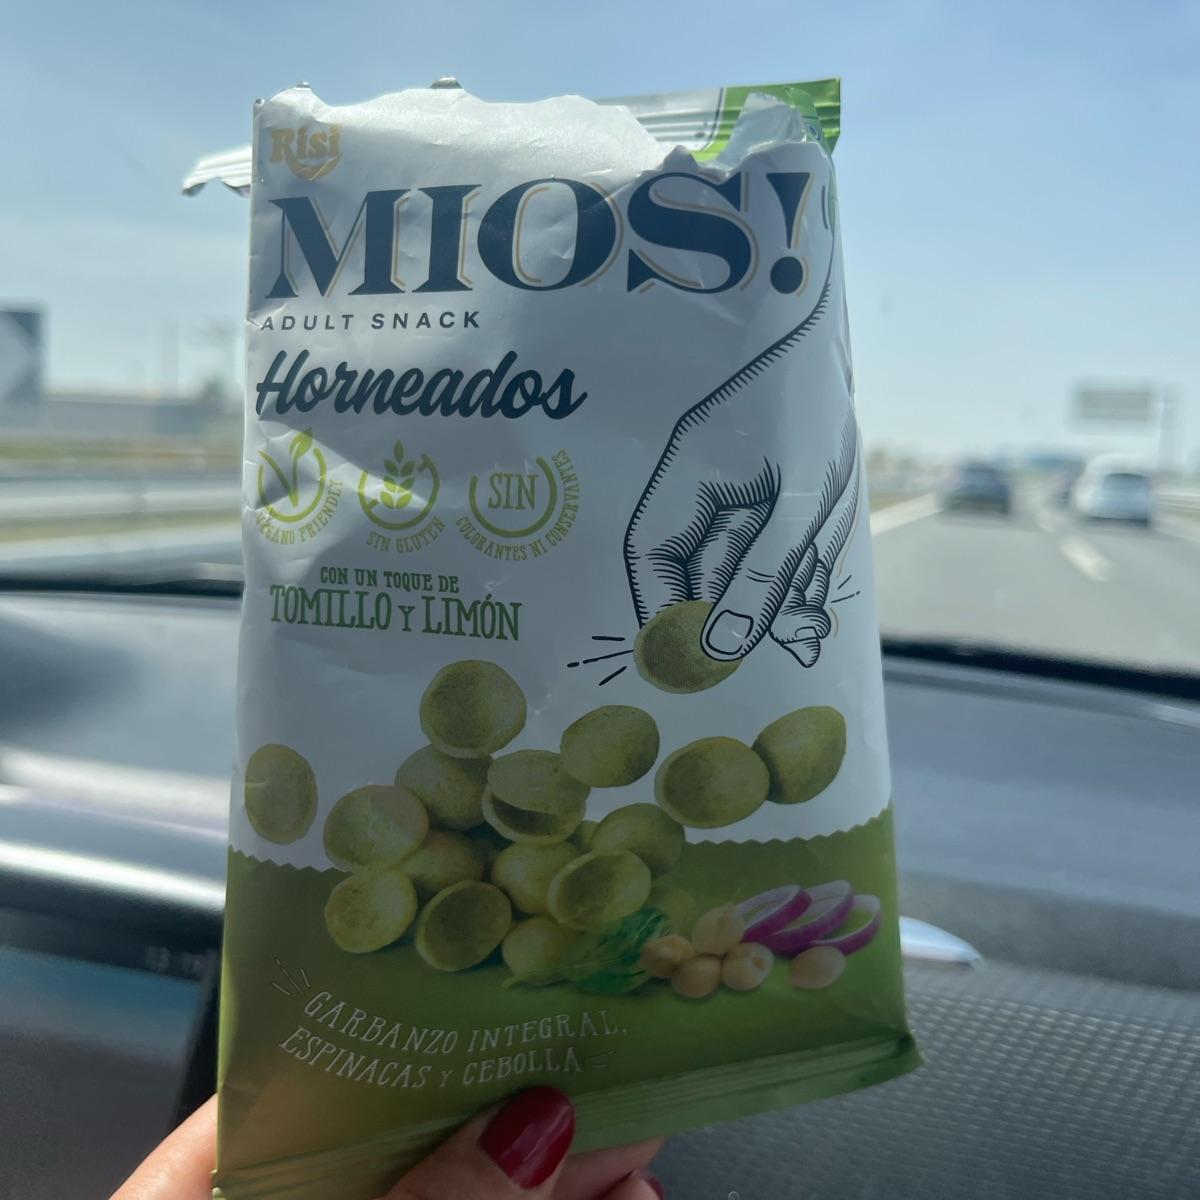 Risi
MIOS!
ADULT SNACK
Horneados
VEGANO FRIENDLY
SIN GLUTEN
SIN
COLORANTES NI CONSERVANTES
CON UN TOQUE DE
TOMILLO Y LIMÓN
GARBANZO INTEGRAL,
ESPINACAS Y CEBOLLA